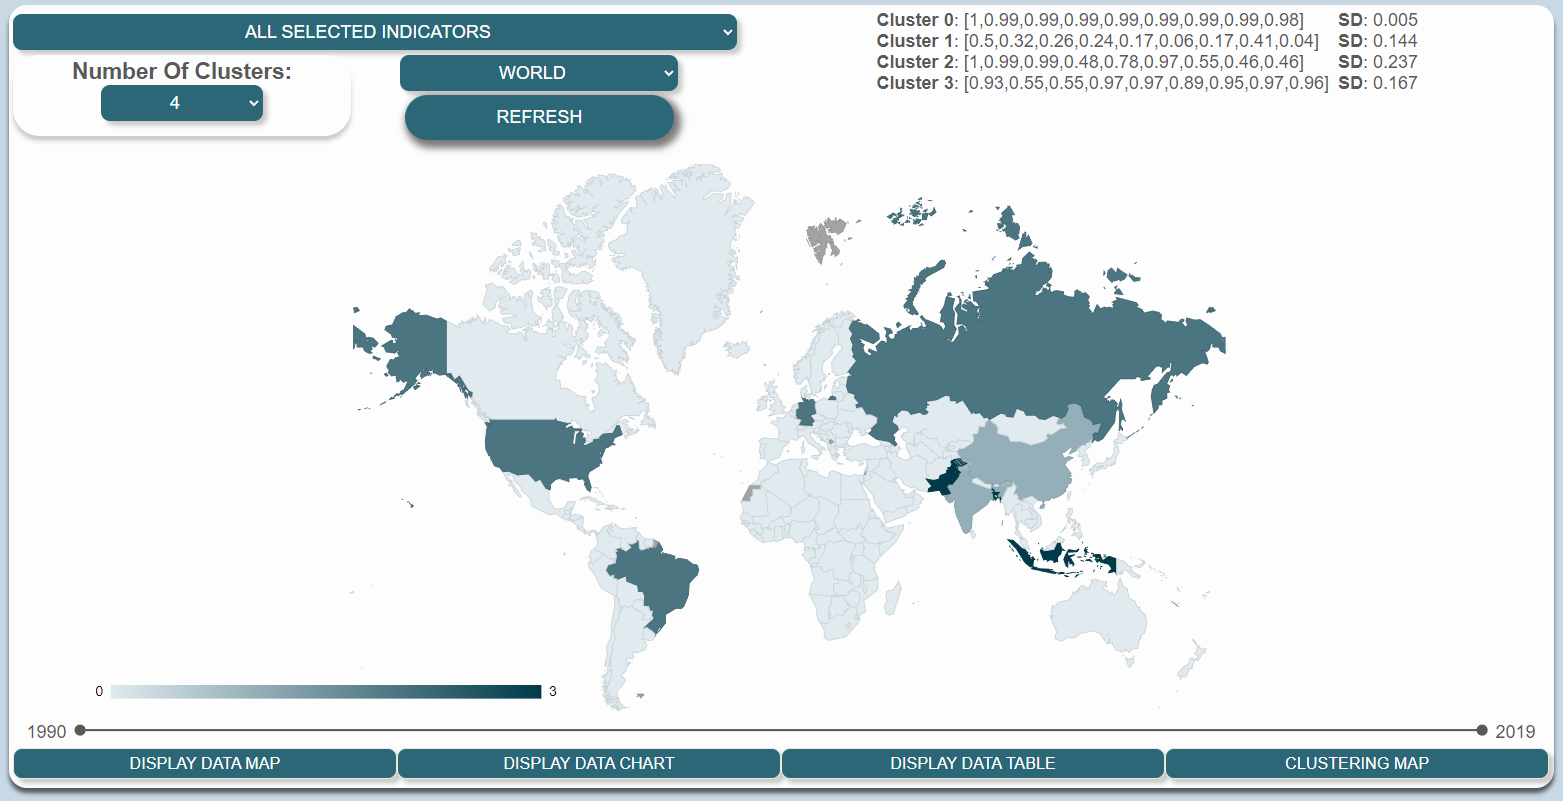 ALL SELECTED INDICATORS
Number Of Clusters:
4
WORLD
REFRESH
Cluster 0: [1,0.99,0.99,0.99,0.99,0.99,0.99,0.99,0.98] SD: 0.005
Cluster 1: [0.5,0.32,0.26,0.24,0.17,0.06,0.17,0.41,0.04] SD: 0.144
Cluster 2: [1,0.99,0.99,0.48,0.78,0.97,0.55,0.46,0.46] SD: 0.237
Cluster 3: [0.93,0.55,0.55,0.97,0.97,0.89,0.95,0.97,0.96] SD: 0.167
0 3
1990 2019
DISPLAY DATA MAP
DISPLAY DATA CHART
DISPLAY DATA TABLE
CLUSTERING MAP